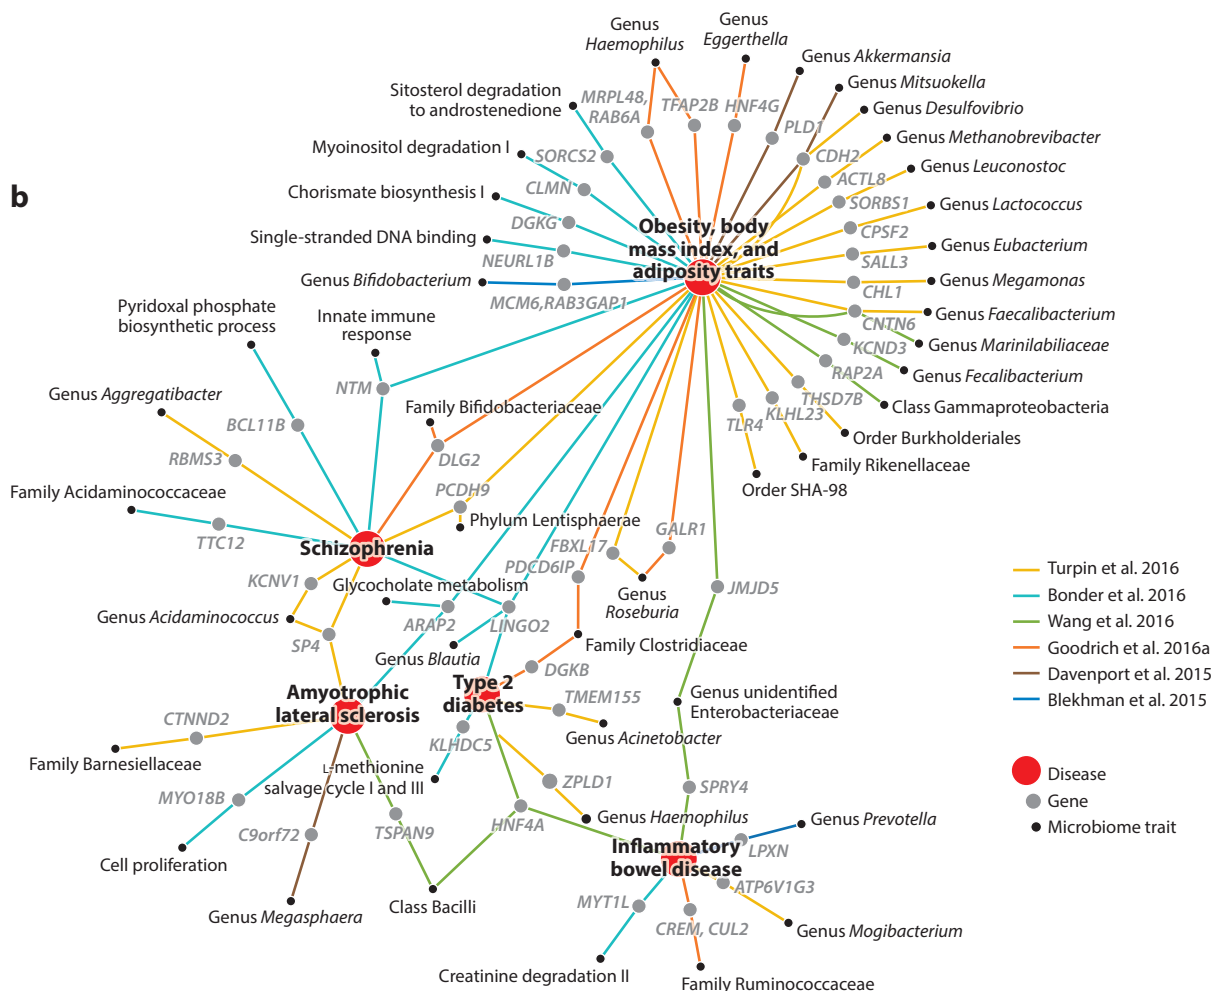 b
Genus
Haemophilus
Genus
Eggerthella
Genus Akkermansia
Genus Mitsuokella
Genus Desulfovibrio
Genus Methanobrevibacter
Genus Leuconostoc
Genus Lactococcus
Genus Eubacterium
Genus Megamonas
Genus Faecalibacterium
Genus Marinilabiliaceae
Genus Fecalibacterium
Class Gammaproteobacteria
Order Burkholderiales
Family Rikenellaceae
Order SHA-98
Sitosterol degradation
to androstenedione
Myoinositol degradation I
Chorismate biosynthesis I
Single-stranded DNA binding
Genus Bifidobacterium
MRPL48,
RAB6A
TFAP2B
HNF4G
PLD1
CDH2
ACTL8
SORBS1
CPSF2
SALL3
CHL1
CNTN6
KCND3
RAP2A
THSD7B
KLHL23
TLR4
SORCS2
CLMN
DGKG
NEURL1B
MCM6,RAB3GAP1
Obesity, body
mass index, and
adiposity traits
Pyridoxal phosphate
biosynthetic process
Innate immune
response
NTM
Genus Aggregatibacter
BCL11B
RBMS3
Family Bifidobacteriaceae
DLG2
PCDH9
Phylum Lentisphaerae
Family Acidaminococcaceae
TTC12
Schizophrenia
KCNV1
Glycocholate metabolism
Genus Acidaminococcus
SP4
ARAP2
LINGO2
Genus Blautia
FBXL17
PDCD6IP
GALR1
Genus
Roseburia
JMJD5
Family Clostridiaceae
DGKB
Type 2
diabetes
TMEM155
Genus Acinetobacter
KLHDC5
L-methionine
salvage cycle I and III
ZPLD1
Genus Haemophilus
HNF4A
Genus unidentified
Enterobacteriaceae
SPRY4
Amyotrophic
lateral sclerosis
CTNND2
Family Barnesiellaceae
MYO18B
Cell proliferation
C9orf72
Genus Megasphaera
TSPAN9
Class Bacilli
Inflammatory
bowel disease
Genus Prevotella
LPXN
ATP6V1G3
Genus Mogibacterium
MYT1L
Creatinine degradation II
CREM, CUL2
Family Ruminococcaceae
Turpin et al. 2016
Bonder et al. 2016
Wang et al. 2016
Goodrich et al. 2016a
Davenport et al. 2015
Blekhman et al. 2015
Disease
Gene
Microbiome trait